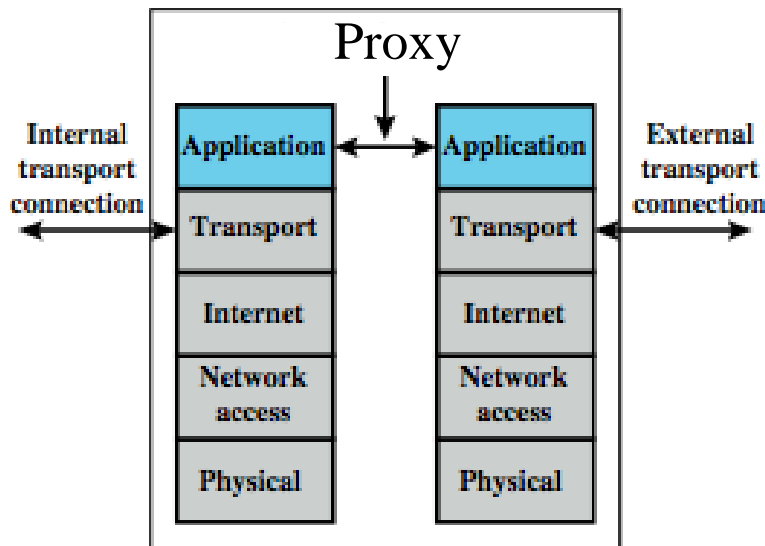 Proxy
Internal
transport
connection
Application
Transport
Internet
Network
access
Physical
Application
Transport
Internet
Network
access
Physical
External
transport
connection